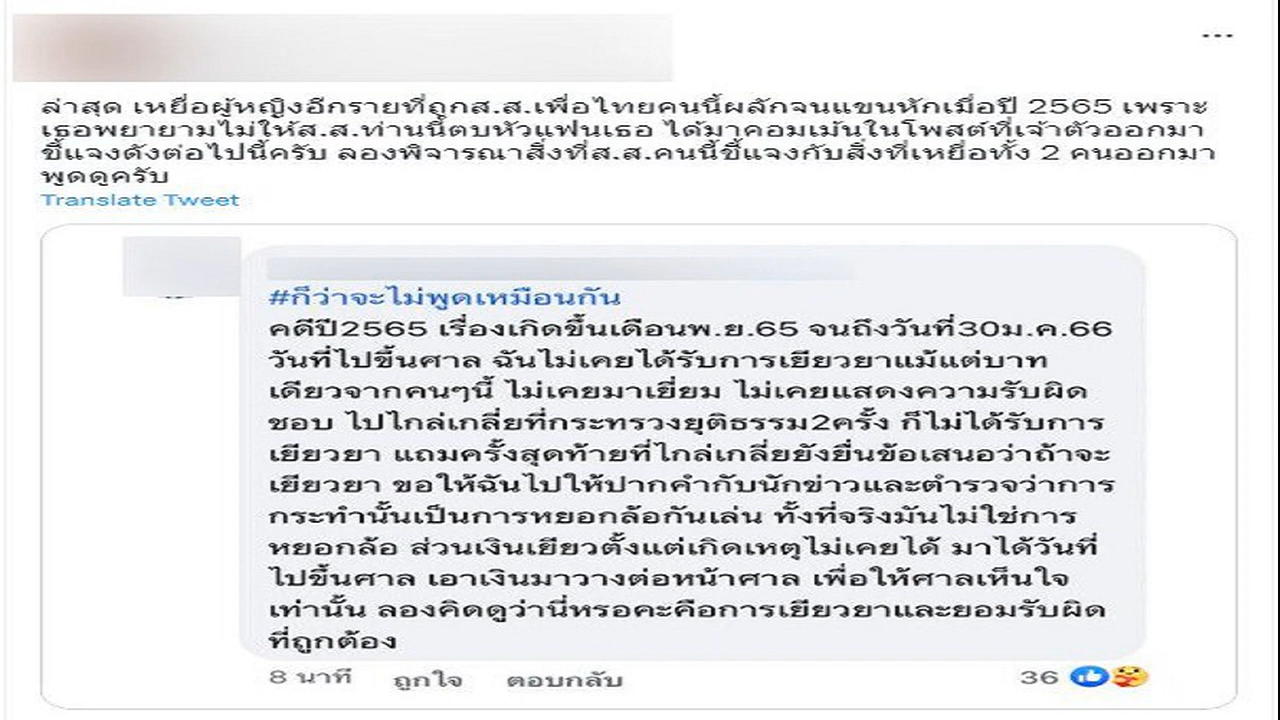 ล่าสุด เหยื่อผู้หญิงอีกรายที่ถูกส.ส.เพื่อไทยคนนี้ผลักจนแขนหักเมื่อปี 2565 เพราะ
เธอพยายามไม่ให้ส.ส.ท่านนี้ตบหัวแฟนเธอ ได้มาคอมเม้นในโพสต์ที่เจ้าตัวออกมา
ชี้แจงดังต่อไปนี้ครับ ลองพิจารณาสิ่งที่ส.ส.คนนี้ชี้แจงกับสิ่งที่เหยื่อทั้ง 2 คนออกมา
พูดดูครับ
Translate Tweet
#ก็ว่าจะไม่พูดเหมือนกัน
คดีปี2565 เรื่องเกิดขึ้นเดือนพ.ย.65 จนถึงวันที่30ม.ค.66
วันที่ไปขึ้นศาล ฉันไม่เคยได้รับการเยียวยาแม้แต่บาท
เดียวจากคนๆนี้ ไม่เคยมาเยี่ยม ไม่เคยแสดงความรับผิด
ชอบ ไปไกล่เกลี่ยที่กระทรวงยุติธรรม2ครั้ง ก็ไม่ได้รับการ
เยียวยา แถมครั้งสุดท้ายที่ไกล่เกลี่ยยังยื่นข้อเสนอว่าถ้าจะ
เยียวยา ขอให้ฉันไปให้ปากคำกับนักข่าวและตำรวจว่าการ
กระทำนั้นเป็นการหยอกล้อกันเล่น ทั้งที่จริงมันไม่ใช่การ
หยอกล้อ ส่วนเงินเยียวตั้งแต่เกิดเหตุไม่เคยได้ มาได้วันที่
ไปขึ้นศาล เอาเงินมาวางต่อหน้าศาล เพื่อให้ศาลเห็นใจ
เท่านั้น ลองคิดดูว่านี่หรอคะคือการเยียวยาและยอมรับผิด
ที่ถูกต้อง
8 นาที ถูกใจ ตอบกลับ 36